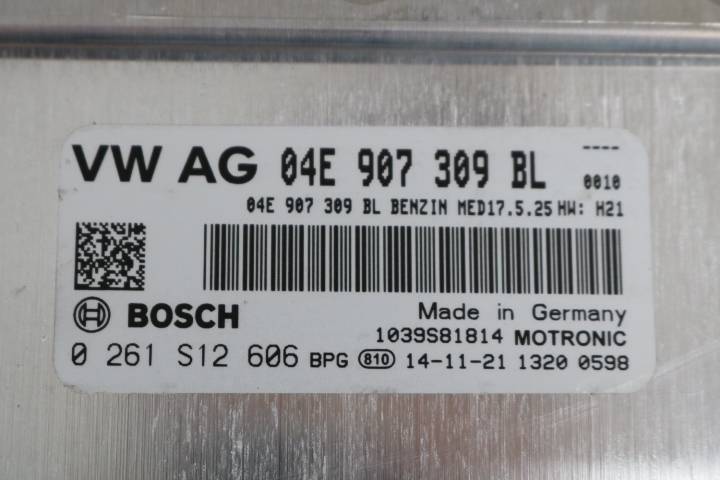 VW AG 04E 907 309 BL ----
0010
04E 907 309 BL BENZIN MED17.5.25 HW: H21
BOSCH
Made in Germany
1039S81814 MOTRONIC
0 261 S12 606 BPG 810 14-11-21 1320 0598